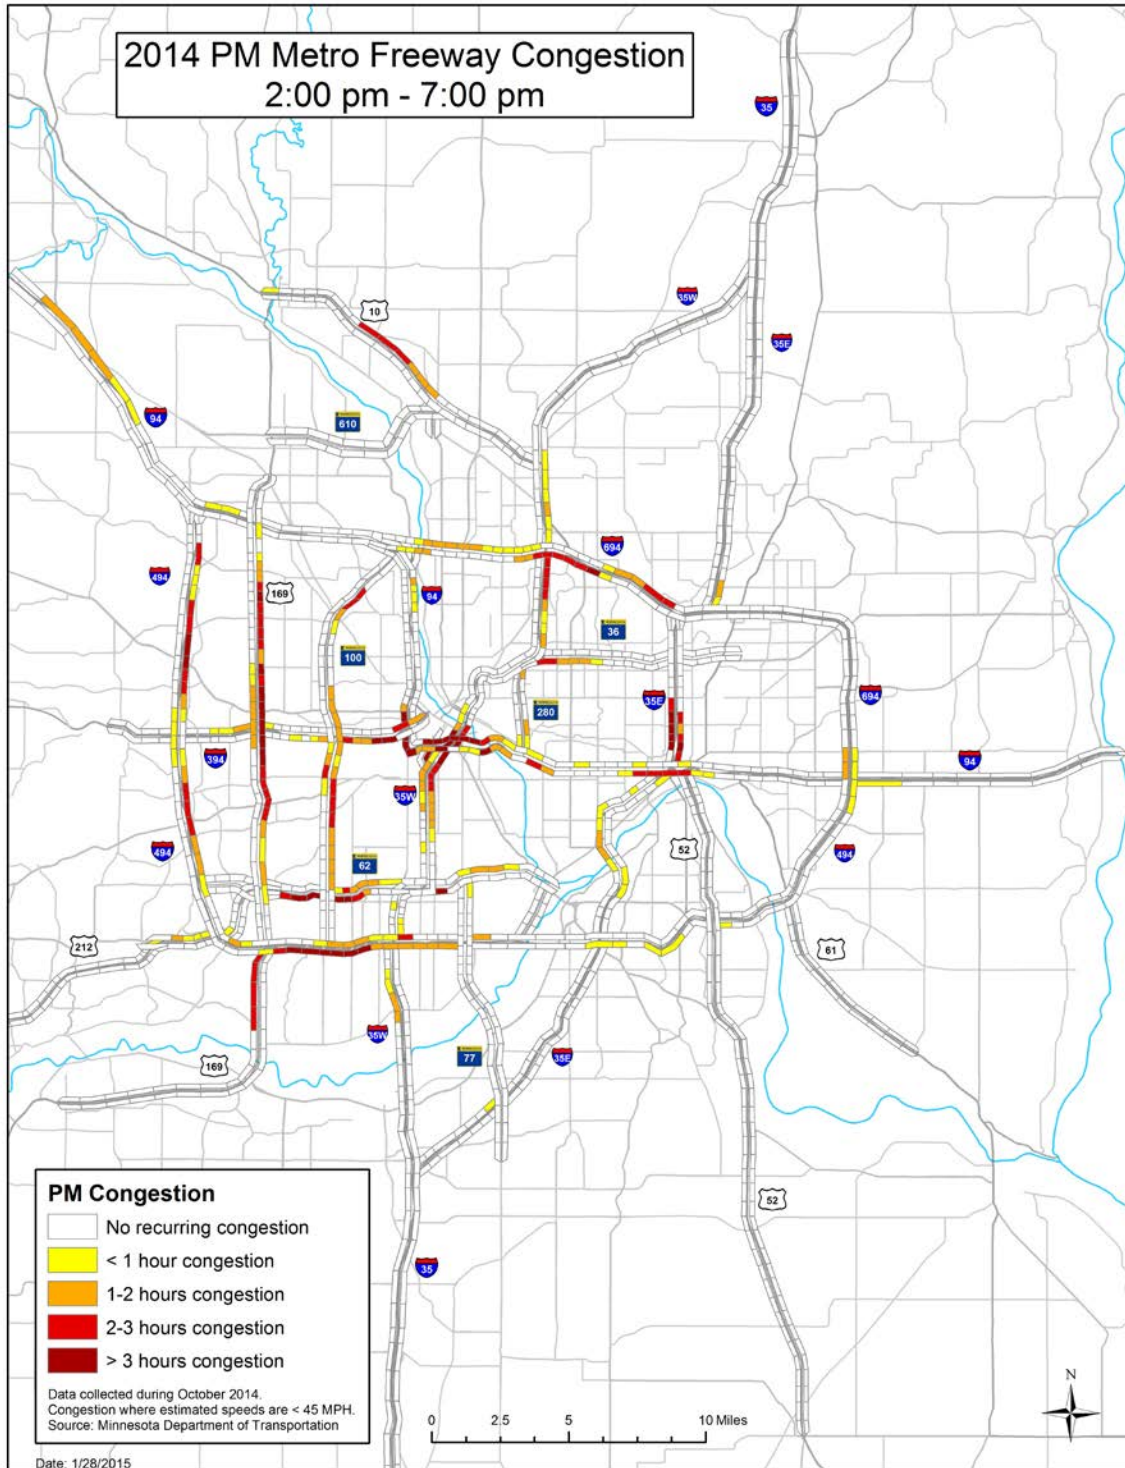 2014 PM Metro Freeway Congestion
2:00 pm - 7:00 pm
35
35W
10
35E
94
610
694
494
169
94
36
100
35E
694
280
394
94
35W
52
494
62
494
212
61
35W
169
77
35E
52
35
PM Congestion
No recurring congestion
< 1 hour congestion
1-2 hours congestion
2-3 hours congestion
> 3 hours congestion
Data collected during October 2014.
Congestion where estimated speeds are < 45 MPH.
Source: Minnesota Department of Transportation
Date: 1/28/2015
0 2.5 5 10 Miles
N